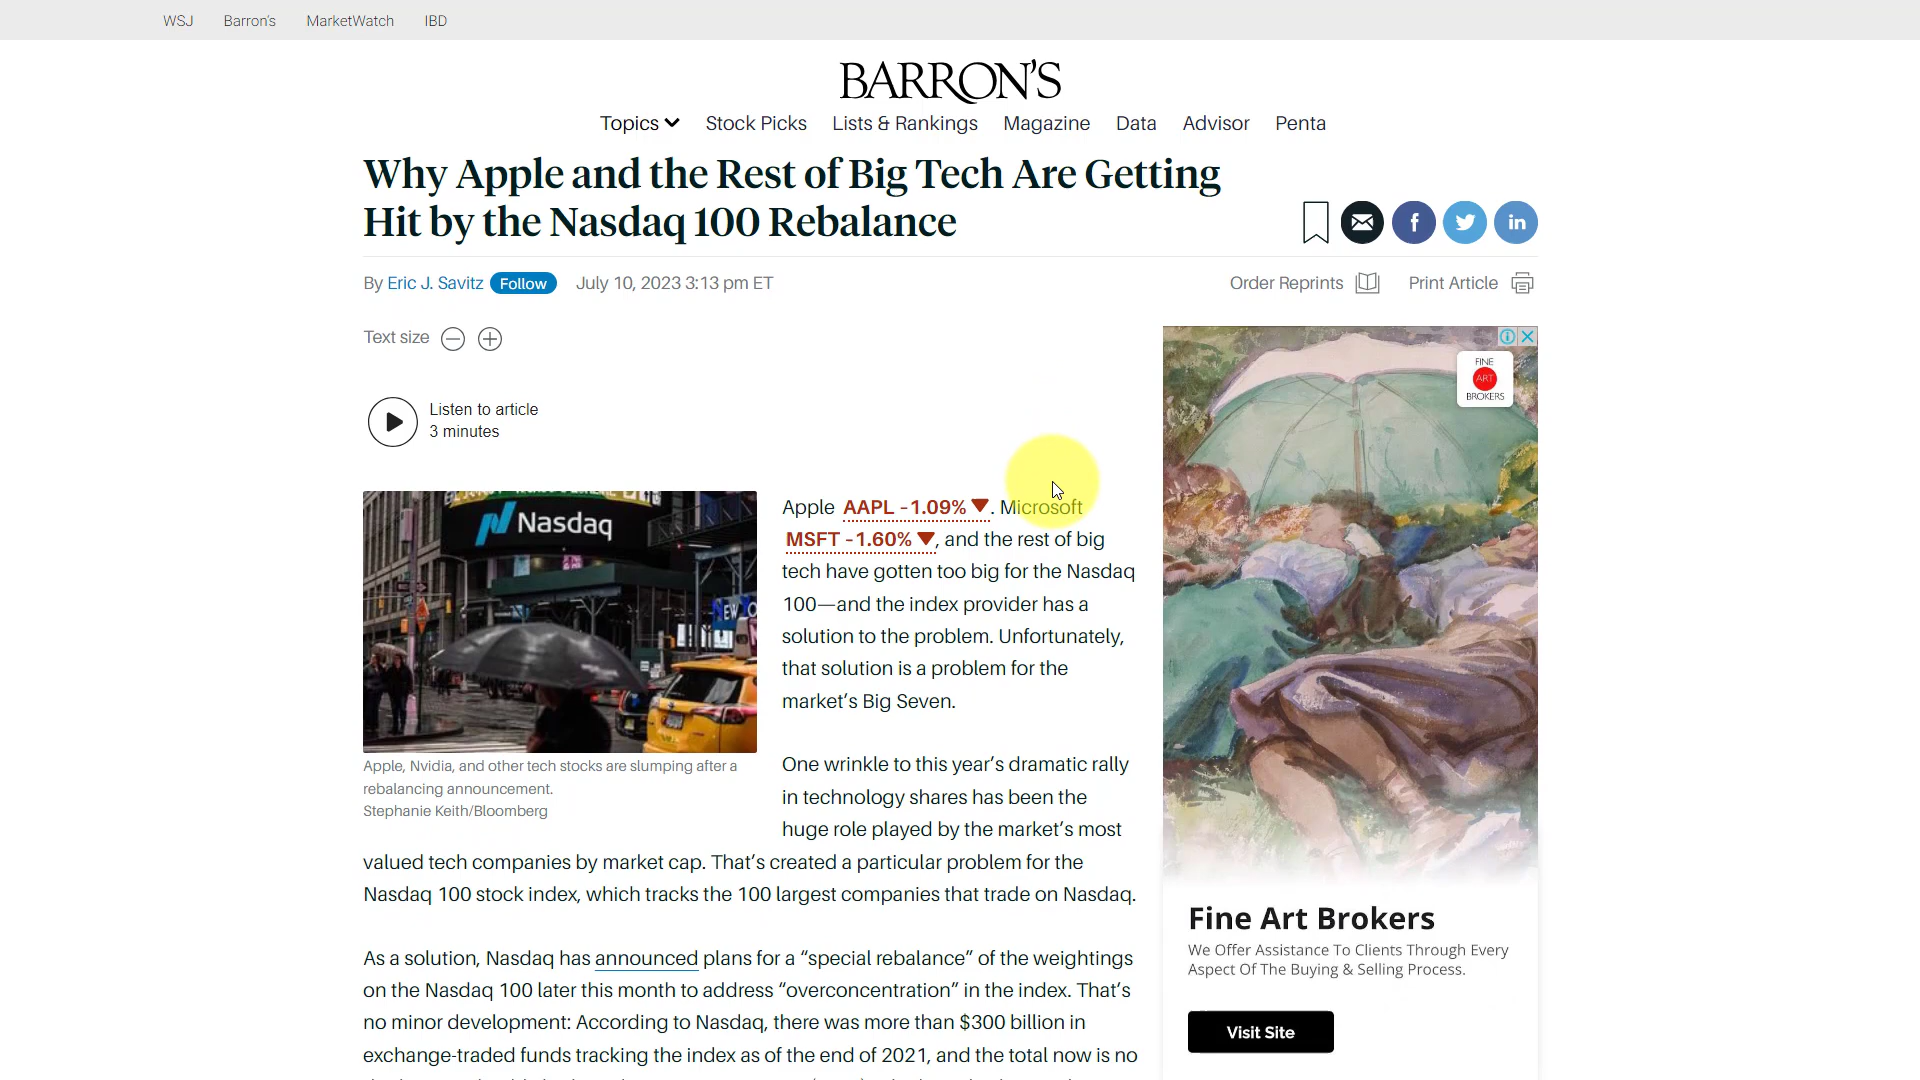 WSJ Barron's MarketWatch IBD
BARRON'S
Topics Stock Picks Lists & Rankings Magazine Data Advisor Penta
Why Apple and the Rest of Big Tech Are Getting
Hit by the Nasdaq 100 Rebalance
f in
By Eric J. Savitz Follow July 10, 2023 3:13 pm ET
Order Reprints Print Article
Text size
Listen to article
3 minutes
Nasdaq
NEW YO
Apple, Nvidia, and other tech stocks are slumping after a
rebalancing announcement.
Stephanie Keith/Bloomberg
Apple AAPL -1.09% ▼. Microsoft
MSFT -1.60% ▼, and the rest of big
tech have gotten too big for the Nasdaq
100—and the index provider has a
solution to the problem. Unfortunately,
that solution is a problem for the
market's Big Seven.
One wrinkle to this year's dramatic rally
in technology shares has been the
huge role played by the market's most
valued tech companies by market cap. That's created a particular problem for the
Nasdaq 100 stock index, which tracks the 100 largest companies that trade on Nasdaq.
As a solution, Nasdaq has announced plans for a “special rebalance” of the weightings
on the Nasdaq 100 later this month to address “overconcentration” in the index. That's
no minor development: According to Nasdaq, there was more than $300 billion in
exchange-traded funds tracking the index as of the end of 2021, and the total now is no
FINE
ART
BROKERS
Fine Art Brokers
We Offer Assistance To Clients Through Every
Aspect Of The Buying & Selling Process.
Visit Site